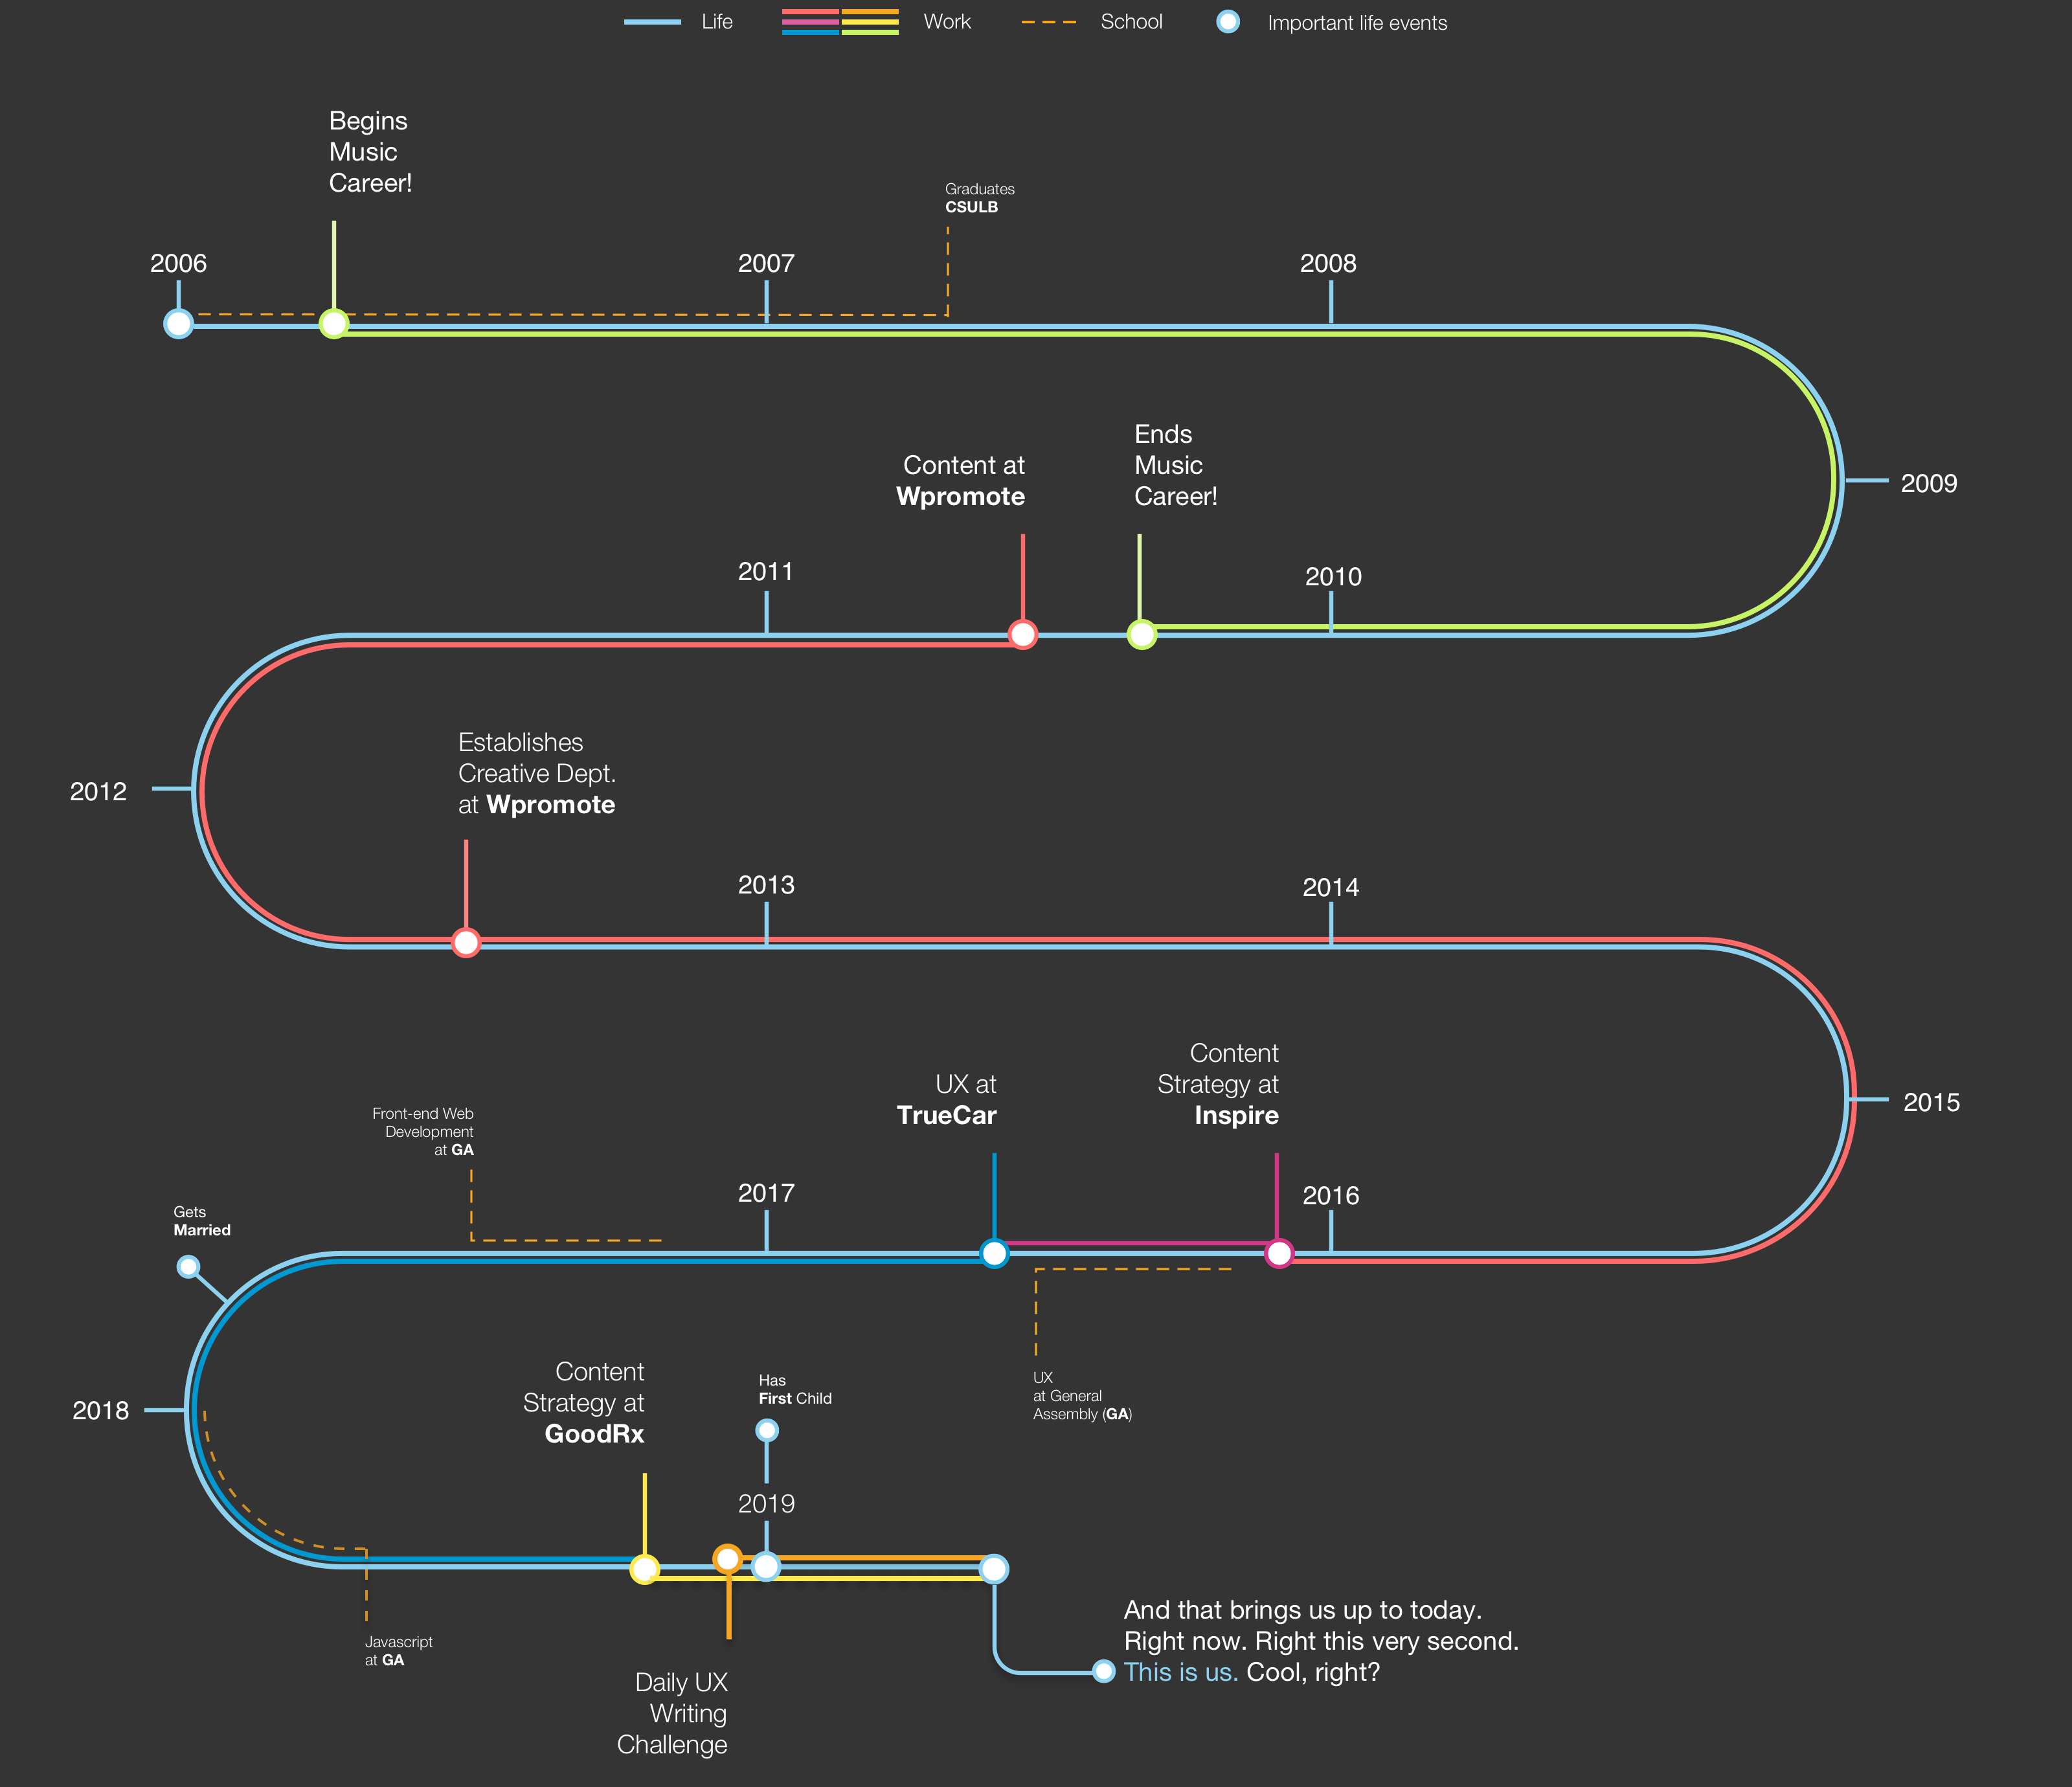 Life
Work
School
Important life events
Begins
Music
Career!
Graduates
CSULB
2006
2007
2008
Ends
Music
Career!
Content at
Wpromote
2009
2011
2010
Establishes
Creative Dept.
at Wpromote
2012
2013
2014
Content
Strategy at
Inspire
UX at
TrueCar
2015
Front-end Web
Development
at GA
2017
2016
Gets
Married
Content
Strategy at
GoodRx
Has
First Child
UX
at General
Assembly (GA)
2018
2019
Javascript
at GA
Daily UX
Writing
Challenge
And that brings us up to today.
Right now. Right this very second.
This is us. Cool, right?